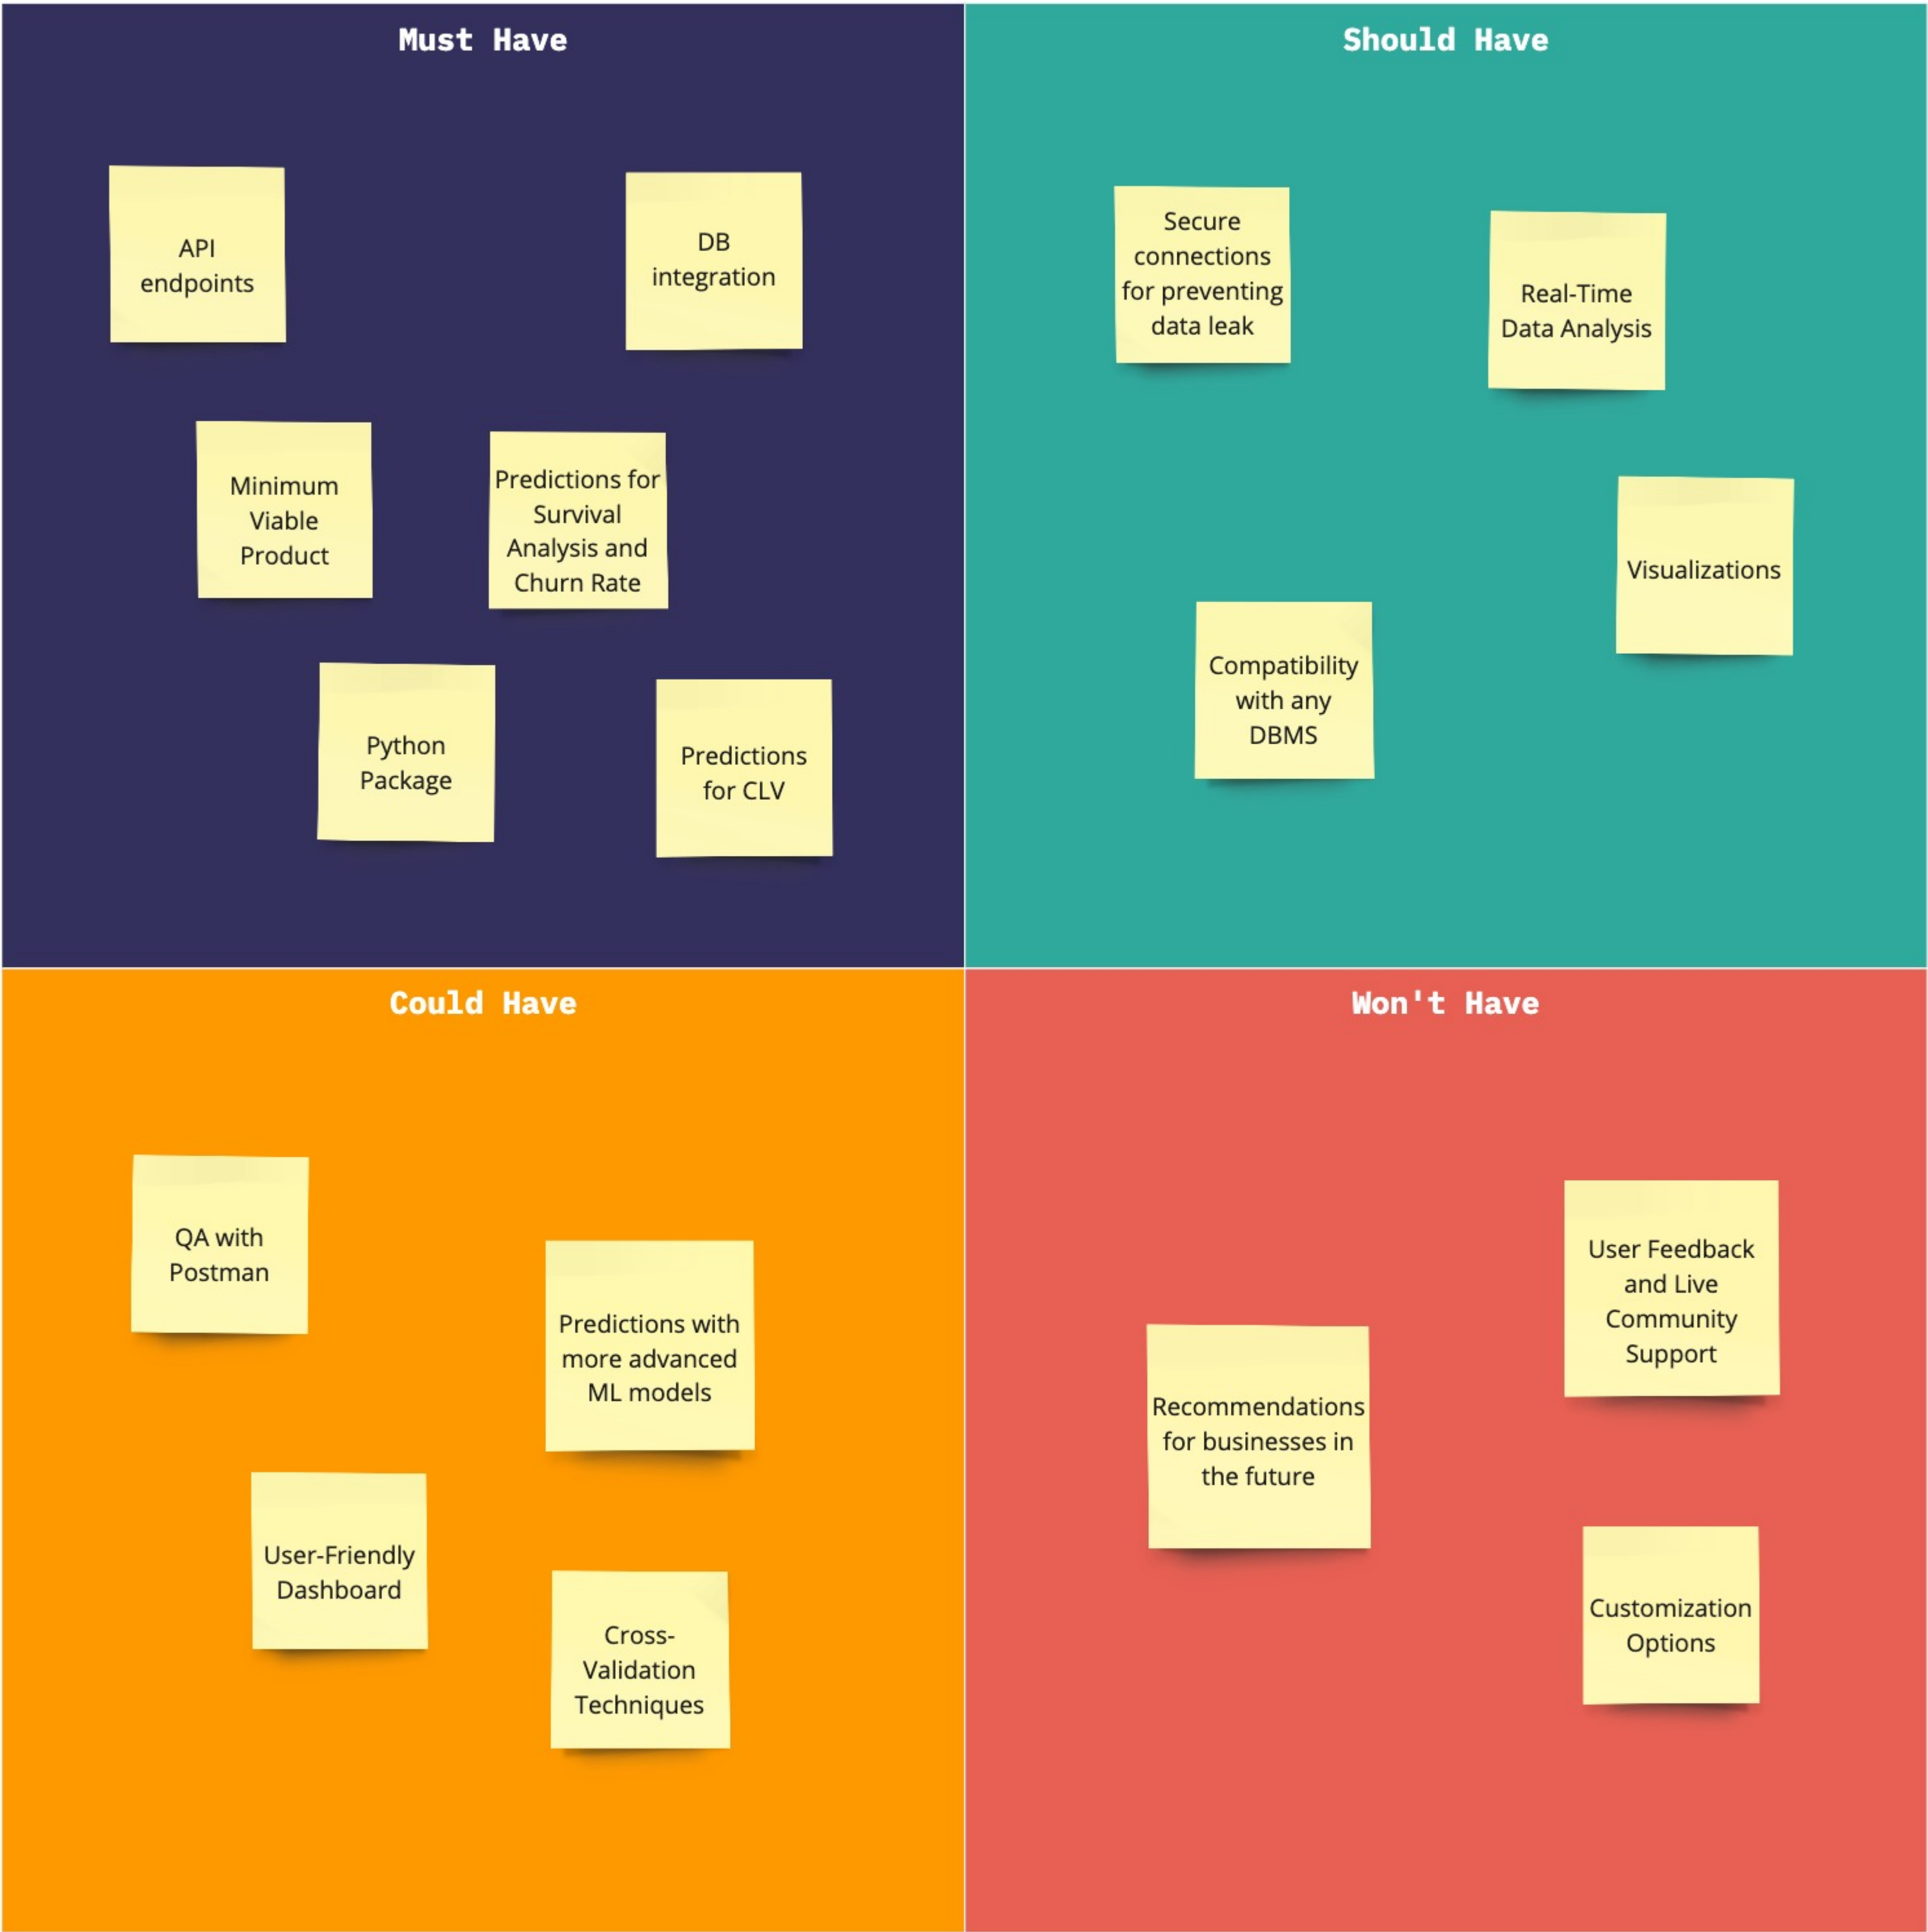 Must Have
API
endpoints
DB
integration
Minimum
Viable
Product
Predictions for
Survival
Analysis and
Churn Rate
Python
Package
Predictions
for CLV
Should Have
Secure
connections
for preventing
data leak
Real-Time
Data Analysis
Visualizations
Compatibility
with any
DBMS
Could Have
QA with
Postman
Predictions with
more advanced
ML models
User-Friendly
Dashboard
Cross-
Validation
Techniques
Won't Have
User Feedback
and Live
Community
Support
Recommendations
for businesses in
the future
Customization
Options